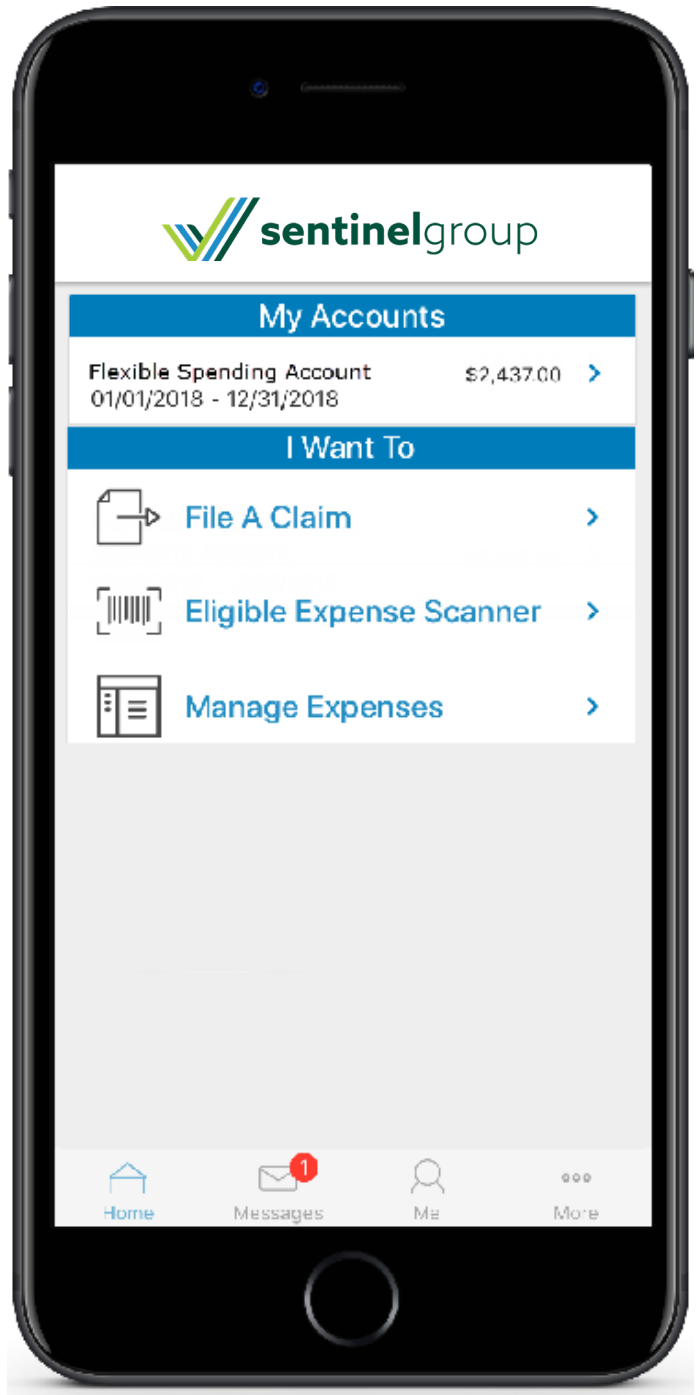 sentinelgroup
My Accounts
Flexible Spending Account $2,437.00
01/01/2018 - 12/31/2018
I Want To
File A Claim
Eligible Expense Scanner
Manage Expenses
1
Home Messages Me More